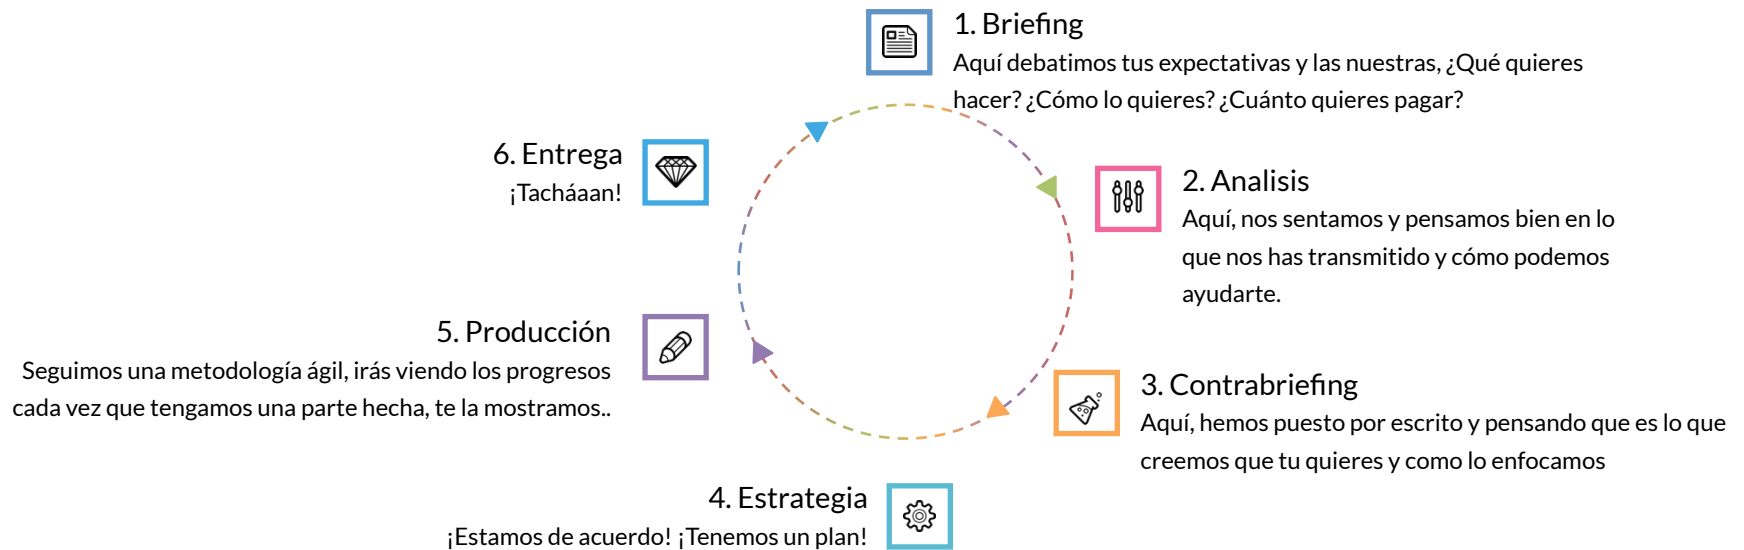 1. Briefing
Aquí debatimos tus expectativas y las nuestras, ¿Qué quieres
hacer? ¿Cómo lo quieres? ¿Cuánto quieres pagar?
2. Analisis
Aquí, nos sentamos y pensamos bien en lo
que nos has transmitido y cómo podemos
ayudarte.
3. Contrabriefing
Aquí, hemos puesto por escrito y pensando que es lo que
creemos que tu quieres y como lo enfocamos
4. Estrategia
¡Estamos de acuerdo! ¡Tenemos un plan!
5. Producción
Seguimos una metodología ágil, irás viendo los progresos
cada vez que tengamos una parte hecha, te la mostramos..
6. Entrega
¡Tacháaan!